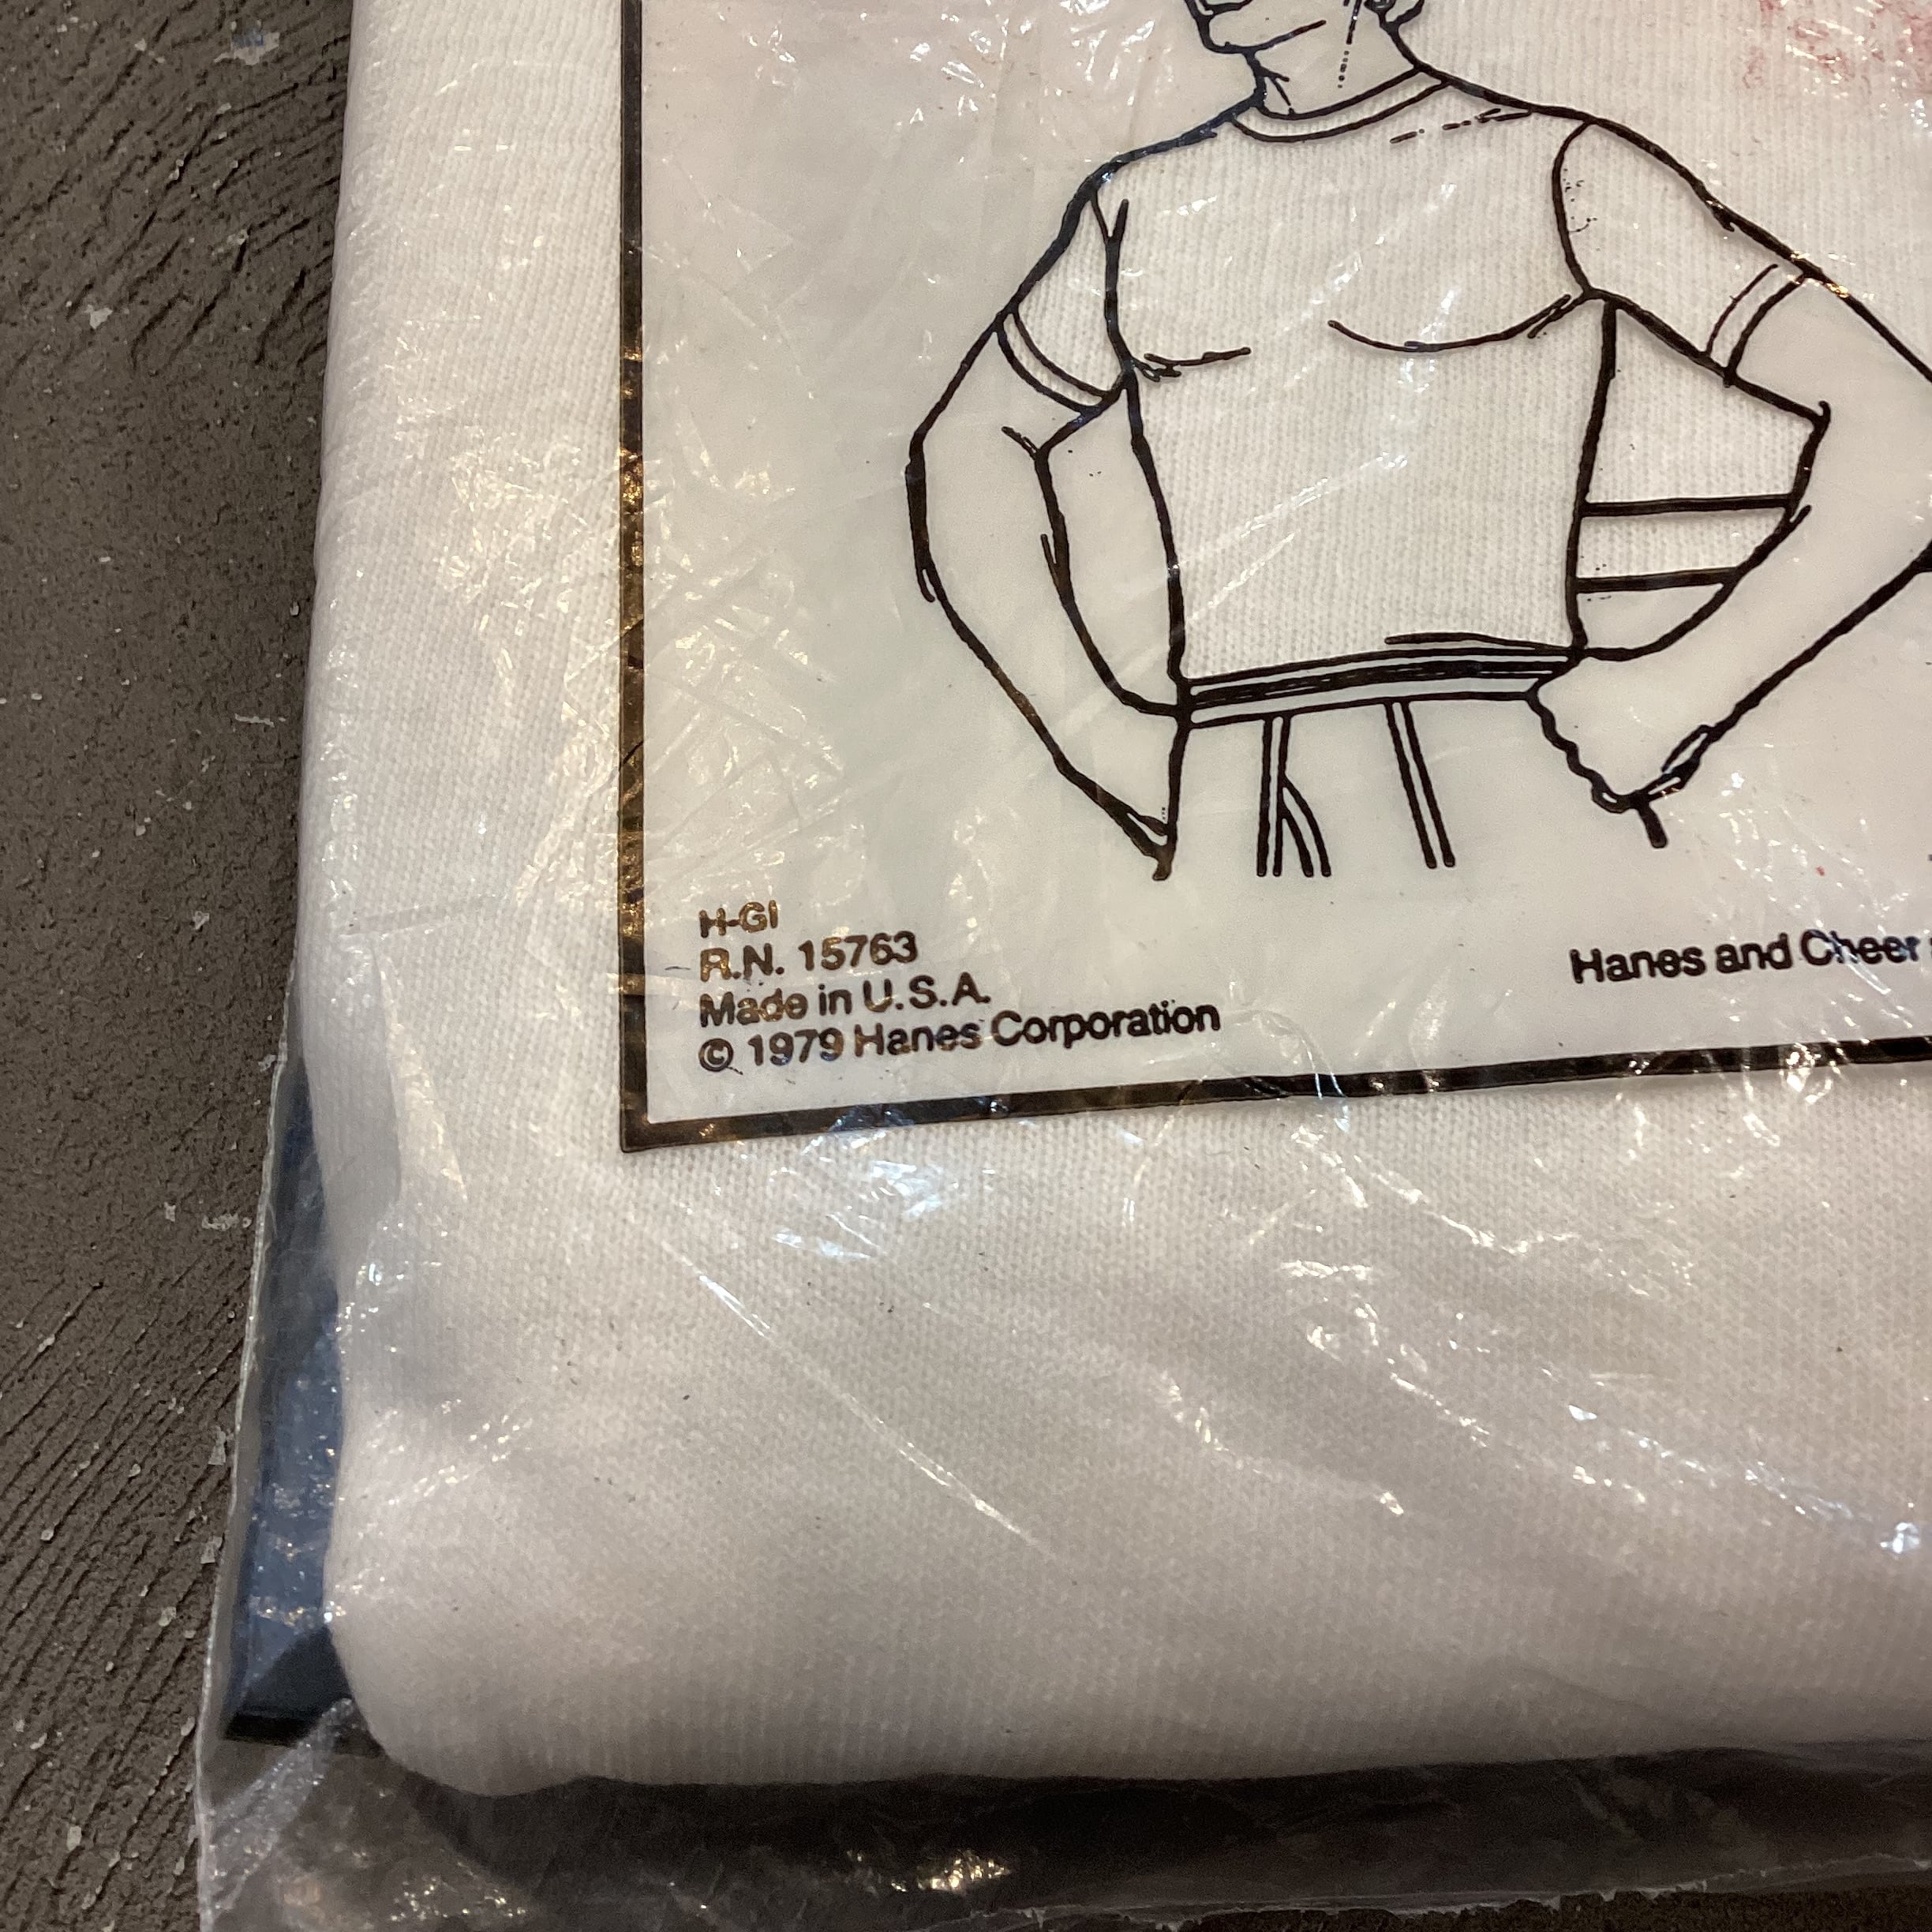 H-GI
R.N. 15763
Made in U.S.A.
© 1979 Hanes Corporation
Hanes and Cheer